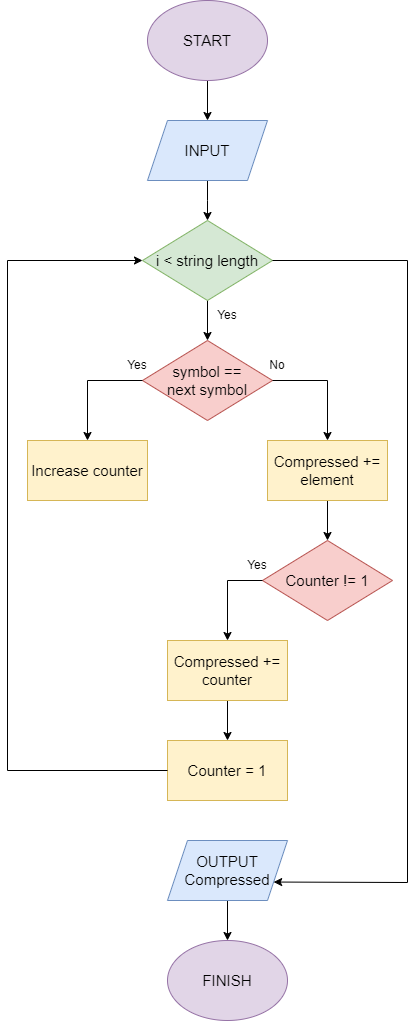 START
INPUT
i < string length
Yes
Yes
No
symbol ==
next symbol
Increase counter
Compressed +=
element
Yes
Counter != 1
Compressed +=
counter
Counter = 1
OUTPUT
Compressed
FINISH